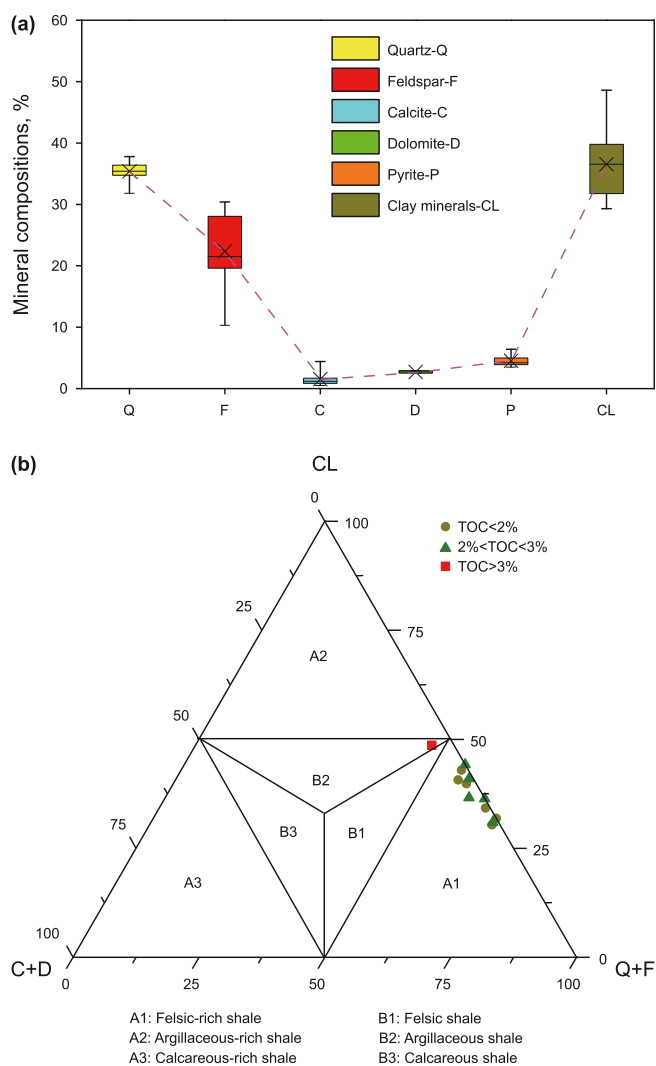 (a)
Mineral compositions, %
60
50
40
30
20
10
0
Quartz-Q
Feldspar-F
Calcite-C
Dolomite-D
Pyrite-P
Clay minerals-CL
Q F C D P CL
(b)
CL
0
100
TOC<2%
2%<TOC<3%
TOC>3%
25
75
A2
50
50
B2
75
B3 B1
25
A3 A1
100
0
C+D
Q+F
0 25 50 75 100
A1: Felsic-rich shale B1: Felsic shale
A2: Argillaceous-rich shale B2: Argillaceous shale
A3: Calcareous-rich shale B3: Calcareous shale